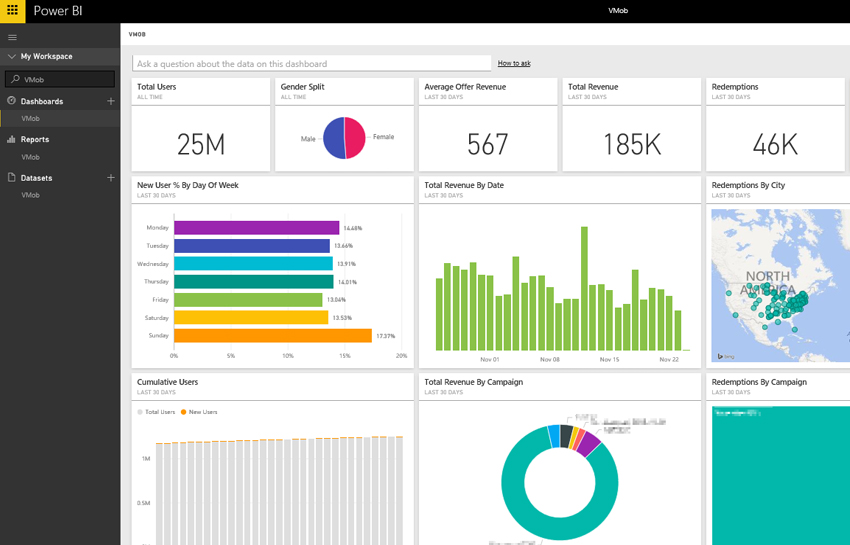 Power BI
VMob
My Workspace
VMob
Dashboards
VMob
Reports
VMob
Datasets
VMob
VMOB
Ask a question about the data on this dashboard
How to ask
Total Users
ALL TIME
25M
Gender Split
ALL TIME
Male
Female
Average Offer Revenue
LAST 30 DAYS
567
Total Revenue
LAST 30 DAYS
185K
Redemptions
LAST 30 DAYS
46K
New User % By Day Of Week
LAST 30 DAYS
Monday 14.48%
Tuesday 13.66%
Wednesday 13.91%
Thursday 14.01%
Friday 13.04%
Saturday 13.53%
Sunday 17.37%
0% 5% 10% 15% 20%
Total Revenue By Date
LAST 30 DAYS
Nov 01 Nov 08 Nov 15 Nov 22
Redemptions By City
LAST 30 DAYS
NORTH
AMERICA
bing
Cumulative Users
LAST 30 DAYS
Total Users New Users
1M
0.5M
Total Revenue By Campaign
LAST 30 DAYS
Redemptions By Campaign
LAST 30 DAYS